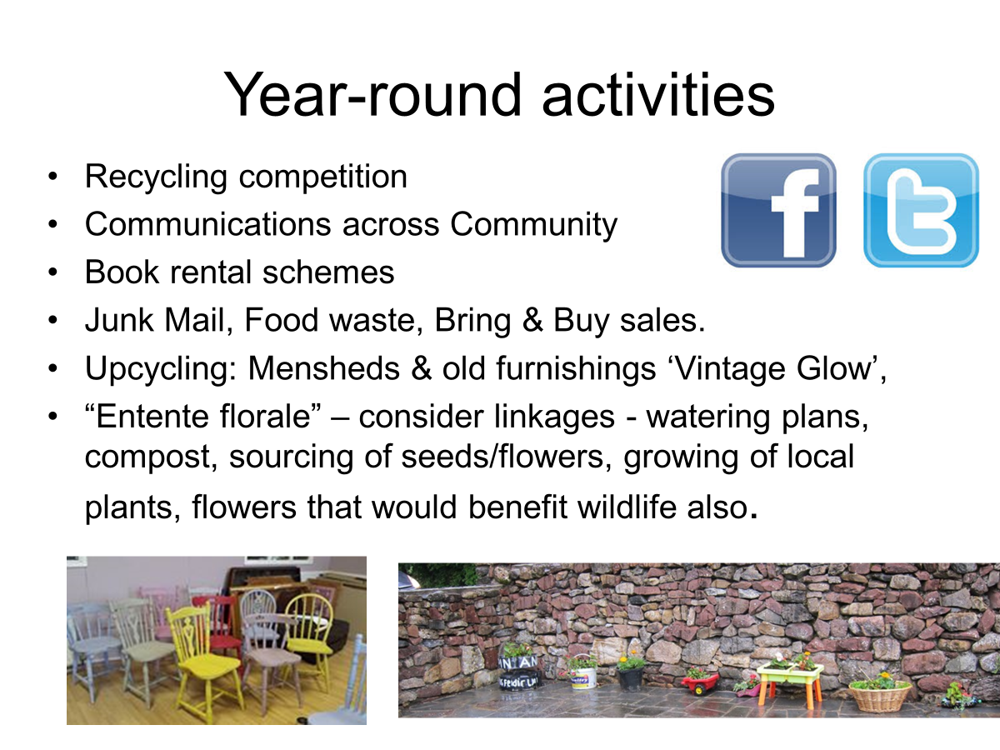 Year-round activities
• Recycling competition
• Communications across Community
• Book rental schemes
• Junk Mail, Food waste, Bring & Buy sales.
• Upcycling: Mensheds & old furnishings ‘Vintage Glow’,
• “Entente florale” – consider linkages - watering plans,
compost, sourcing of seeds/flowers, growing of local
plants, flowers that would benefit wildlife also.
f
t